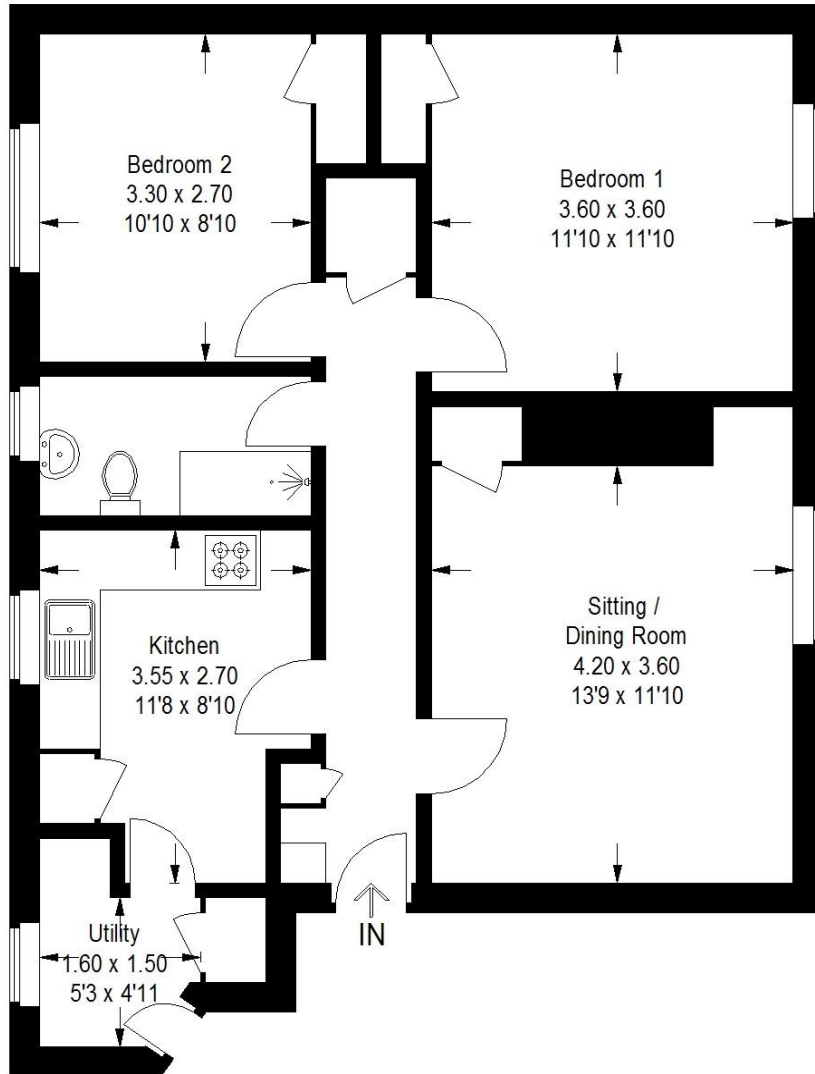 Bedroom 2
3.30 x 2.70
10'10 x 8'10
Bedroom 1
3.60 x 3.60
11'10 x 11'10
Kitchen
3.55 x 2.70
11'8 x 8'10
Sitting /
Dining Room
4.20 x 3.60
13'9 x 11'10
Utility
1.60 x 1.50
5'3 x 4'11
IN